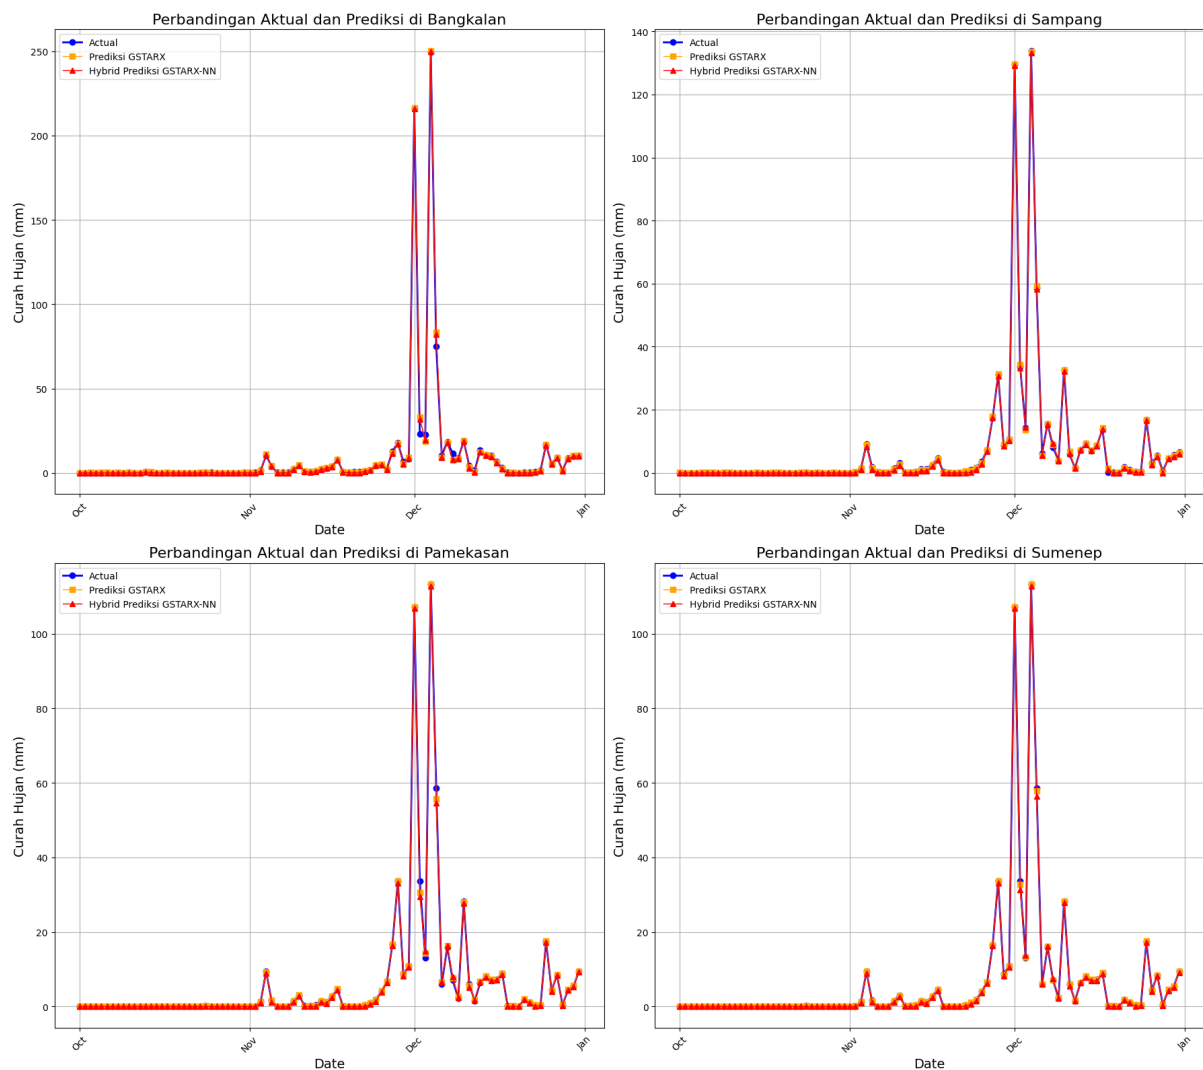 Perbandingan Aktual dan Prediksi di Bangkalan
Actual
Prediksi GSTARX
Hybrid Prediksi GSTARX-NN
Curah Hujan (mm)
250
200
150
100
50
0
Oct
Nov
Dec
Jan
Date
Perbandingan Aktual dan Prediksi di Sampang
Actual
Prediksi GSTARX
Hybrid Prediksi GSTARX-NN
Curah Hujan (mm)
140
120
100
80
60
40
20
0
Oct
Nov
Dec
Jan
Date
Perbandingan Aktual dan Prediksi di Pamekasan
Actual
Prediksi GSTARX
Hybrid Prediksi GSTARX-NN
Curah Hujan (mm)
100
80
60
40
20
0
Oct
Nov
Dec
Jan
Date
Perbandingan Aktual dan Prediksi di Sumenep
Actual
Prediksi GSTARX
Hybrid Prediksi GSTARX-NN
Curah Hujan (mm)
100
80
60
40
20
0
Oct
Nov
Dec
Jan
Date